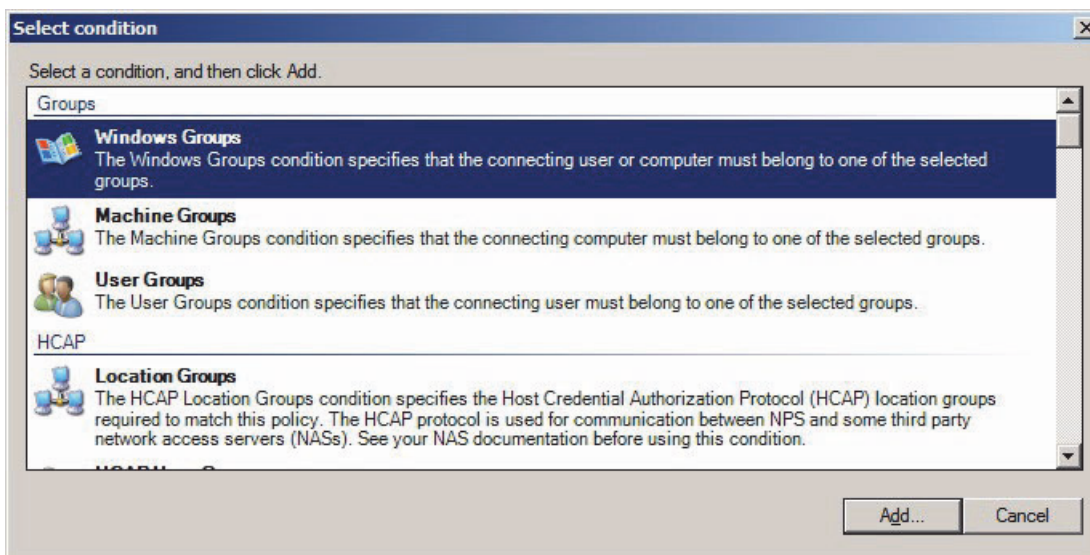 Select condition
Select a condition, and then click Add.
Groups
Windows Groups
The Windows Groups condition specifies that the connecting user or computer must belong to one of the selected
groups.
Machine Groups
The Machine Groups condition specifies that the connecting computer must belong to one of the selected groups.
User Groups
The User Groups condition specifies that the connecting user must belong to one of the selected groups.
HCAP
Location Groups
The HCAP Location Groups condition specifies the Host Credential Authorization Protocol (HCAP) location groups
required to match this policy. The HCAP protocol is used for communication between NPS and some third party
network access servers (NASs). See your NAS documentation before using this condition.
Add... Cancel